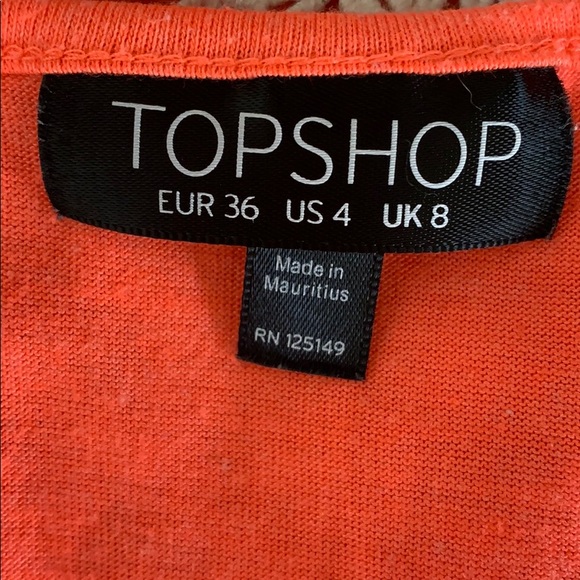 TOPSHOP
EUR 36 US 4 UK 8
Made in
Mauritius
RN 125149